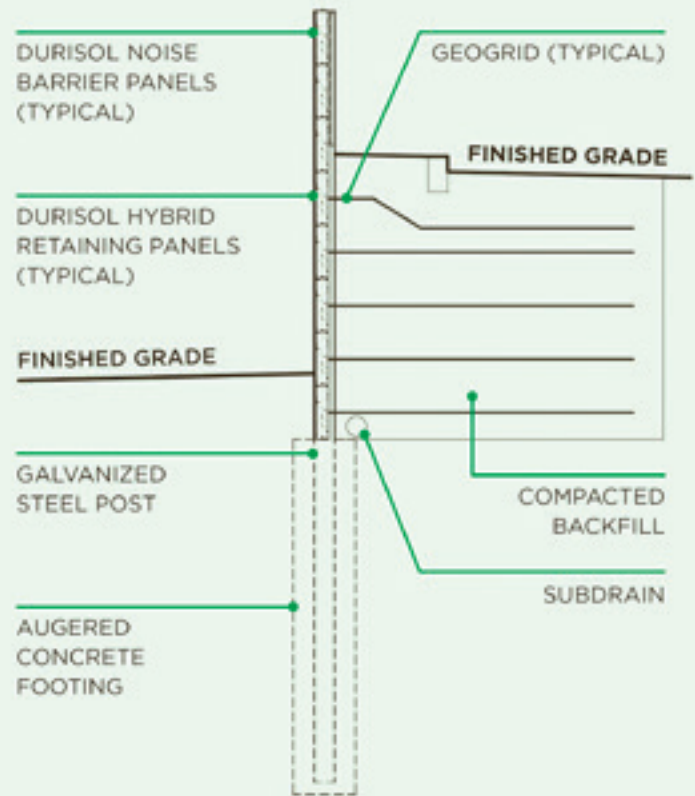 DURISOL NOISE
BARRIER PANELS
(TYPICAL)
GEOGRID (TYPICAL)
FINISHED GRADE
DURISOL HYBRID
RETAINING PANELS
(TYPICAL)
FINISHED GRADE
GALVANIZED
STEEL POST
COMPACTED
BACKFILL
SUBDRAIN
AUGERED
CONCRETE
FOOTING